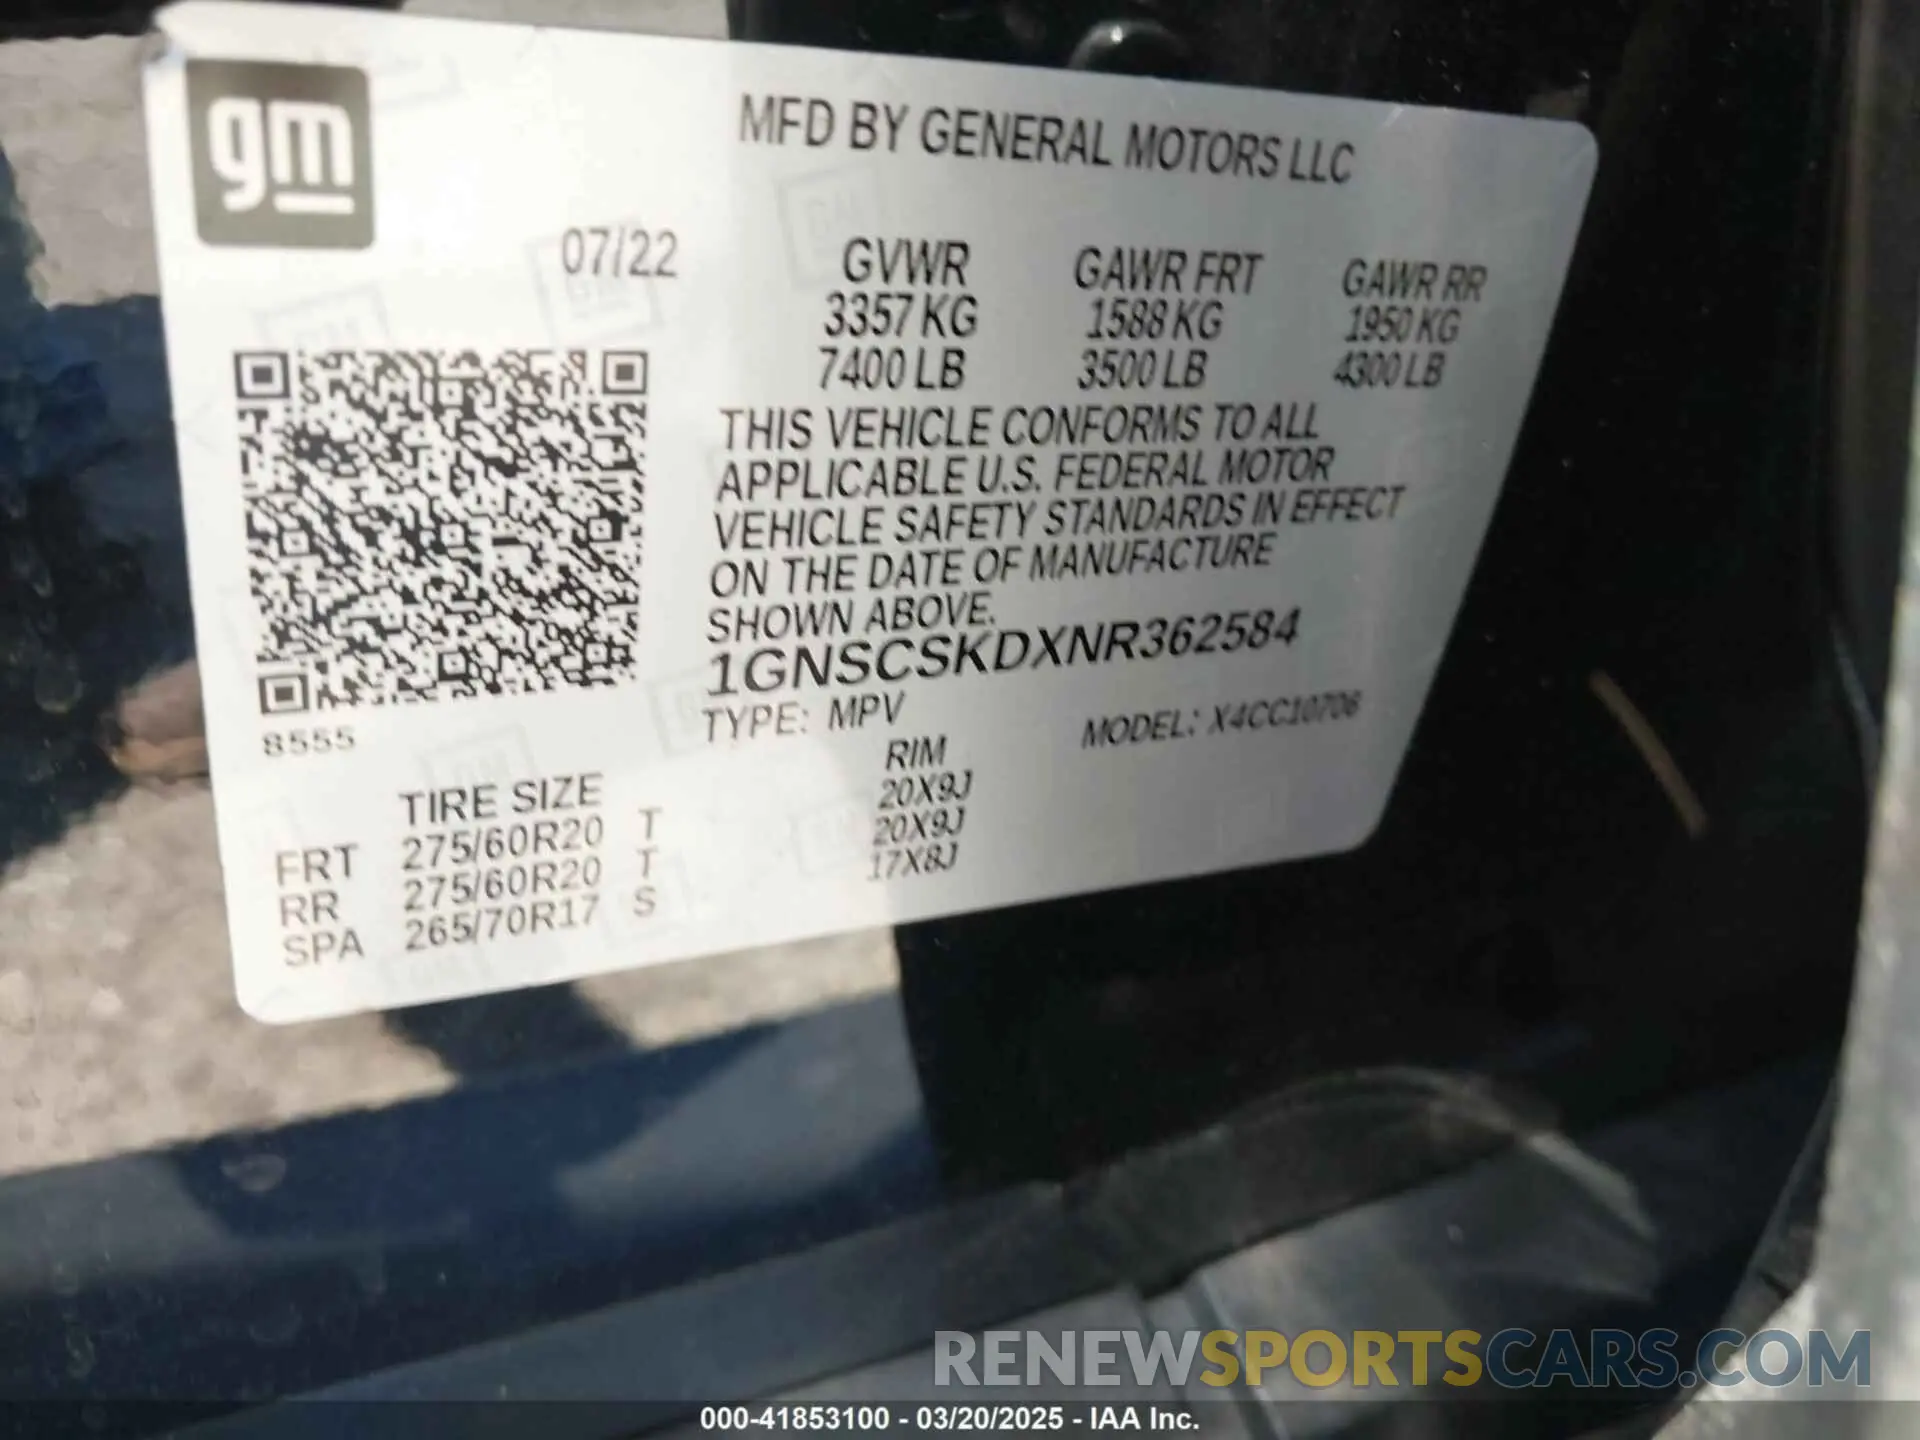 gm
MFD BY GENERAL MOTORS LLC
07/22
GVWR GAWR FRT GAWR RR
3357 KG 1588 KG 1950 KG
7400 LB 3500 LB 4300 LB
THIS VEHICLE CONFORMS TO ALL
APPLICABLE U.S. FEDERAL MOTOR
VEHICLE SAFETY STANDARDS IN EFFECT
ON THE DATE OF MANUFACTURE
SHOWN ABOVE.
1GNSCSKDXNR362584
TYPE: MPV MODEL: X4CC10706
8555
TIRE SIZE RIM
FRT 275/60R20 T 20X9J
RR 275/60R20 T 20X9J
SPA 265/70R17 S 17X8J
RENEWSPORTSCARS.COM
000-41853100 - 03/20/2025 - IAA Inc.